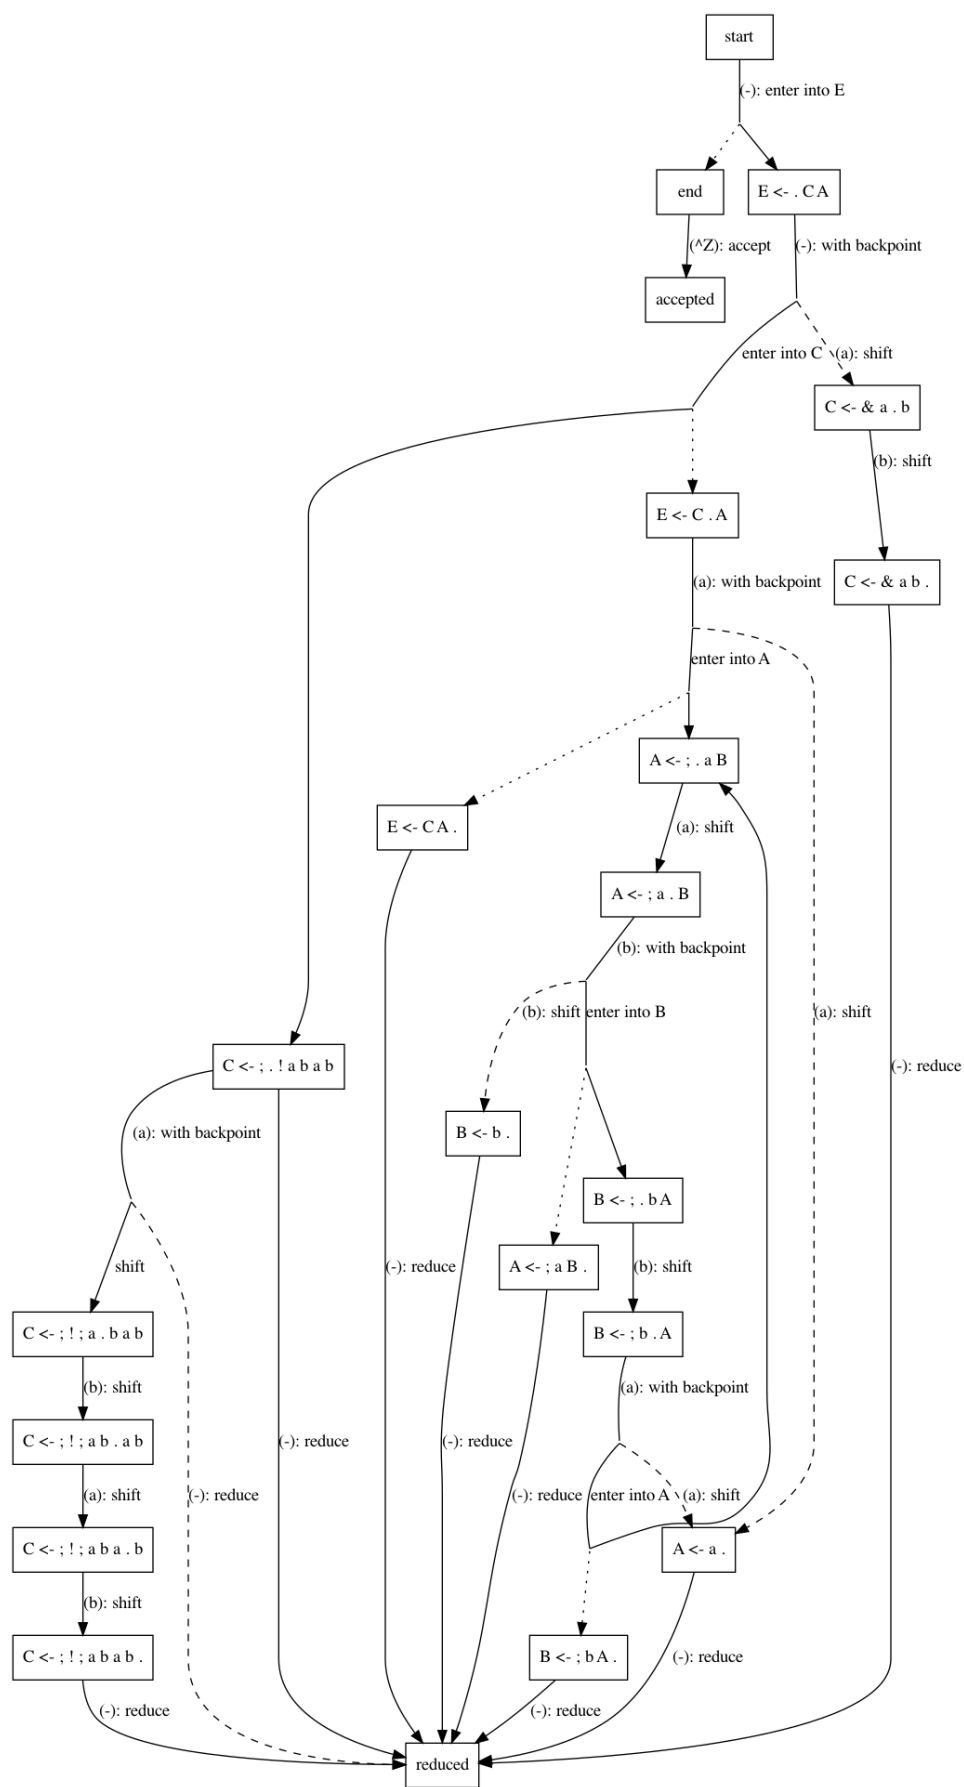 start
(-): enter into E
end
E <- . C A
(^Z): accept
(-): with backpoint
accepted
enter into C
(a): shift
C <- & a . b
(b): shift
E <- C . A
C <- & a b .
(a): with backpoint
enter into A
A <- ; . a B
E <- C A .
(a): shift
A <- ; a . B
(b): with backpoint
(b): shift
enter into B
(a): shift
C <- ; . ! a b a b
(-): reduce
B <- b .
(a): with backpoint
B <- ; . b A
shift
(-): reduce
A <- ; a B .
(b): shift
C <- ; ! ; a . b a b
B <- ; b . A
(b): shift
(a): with backpoint
C <- ; ! ; a b . a b
(-): reduce
(-): reduce
(a): shift
(-): reduce
(-): reduce
enter into A
(a): shift
C <- ; ! ; a b a . b
A <- a .
(b): shift
C <- ; ! ; a b a b .
B <- ; b A .
(-): reduce
(-): reduce
(-): reduce
reduced